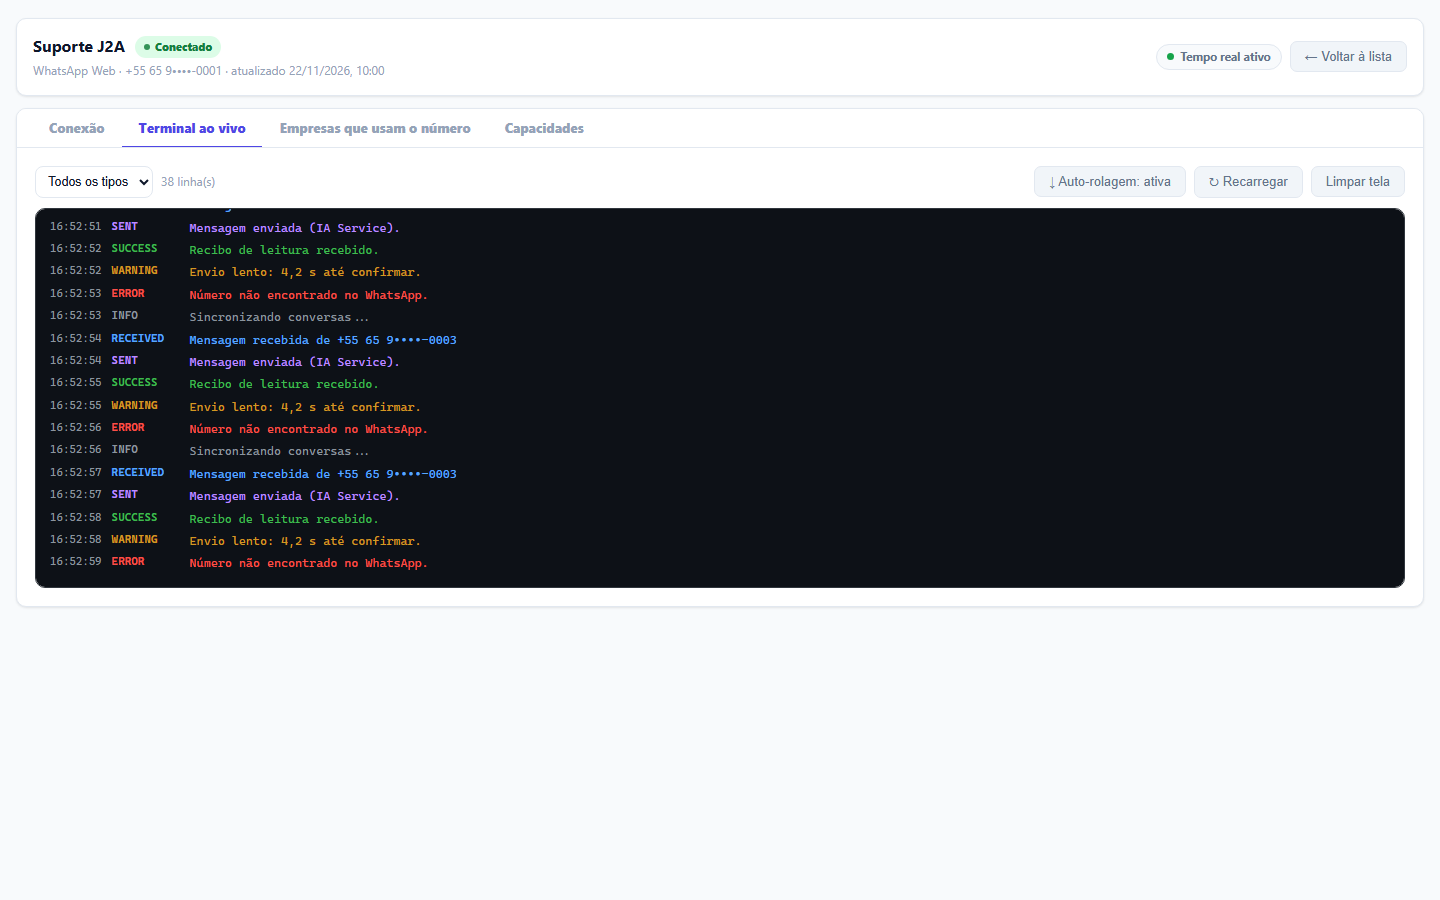 Suporte J2A
Conectado
WhatsApp Web · +55 65 9••••-0001 · atualizado 22/11/2026, 10:00
Tempo real ativo
← Voltar à lista
Conexão
Terminal ao vivo
Empresas que usam o número
Capacidades
Todos os tipos
38 linha(s)
↓ Auto-rolagem: ativa
↻ Recarregar
Limpar tela
16:52:51 SENT Mensagem enviada (IA Service).
16:52:52 SUCCESS Recibo de leitura recebido.
16:52:52 WARNING Envio lento: 4,2 s até confirmar.
16:52:53 ERROR Número não encontrado no WhatsApp.
16:52:53 INFO Sincronizando conversas…
16:52:54 RECEIVED Mensagem recebida de +55 65 9••••-0003
16:52:54 SENT Mensagem enviada (IA Service).
16:52:55 SUCCESS Recibo de leitura recebido.
16:52:55 WARNING Envio lento: 4,2 s até confirmar.
16:52:56 ERROR Número não encontrado no WhatsApp.
16:52:56 INFO Sincronizando conversas…
16:52:57 RECEIVED Mensagem recebida de +55 65 9••••-0003
16:52:57 SENT Mensagem enviada (IA Service).
16:52:58 SUCCESS Recibo de leitura recebido.
16:52:58 WARNING Envio lento: 4,2 s até confirmar.
16:52:59 ERROR Número não encontrado no WhatsApp.